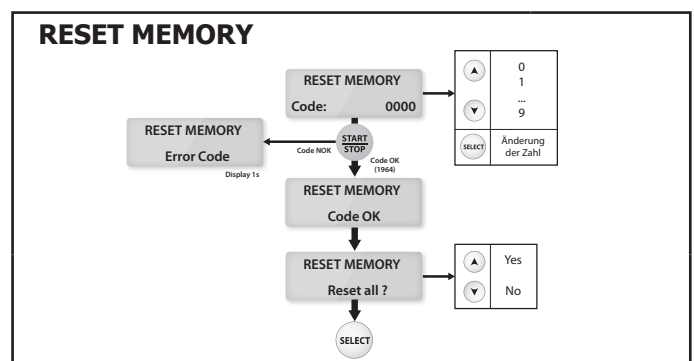 RESET MEMORY
RESET MEMORY
Code: 0000
0
1
...
9
SELECT
Änderung
der Zahl
START
STOP
Code NOK
Code OK
(1964)
RESET MEMORY
Error Code
Display 1s
RESET MEMORY
Code OK
RESET MEMORY
Reset all ?
Yes
No
SELECT